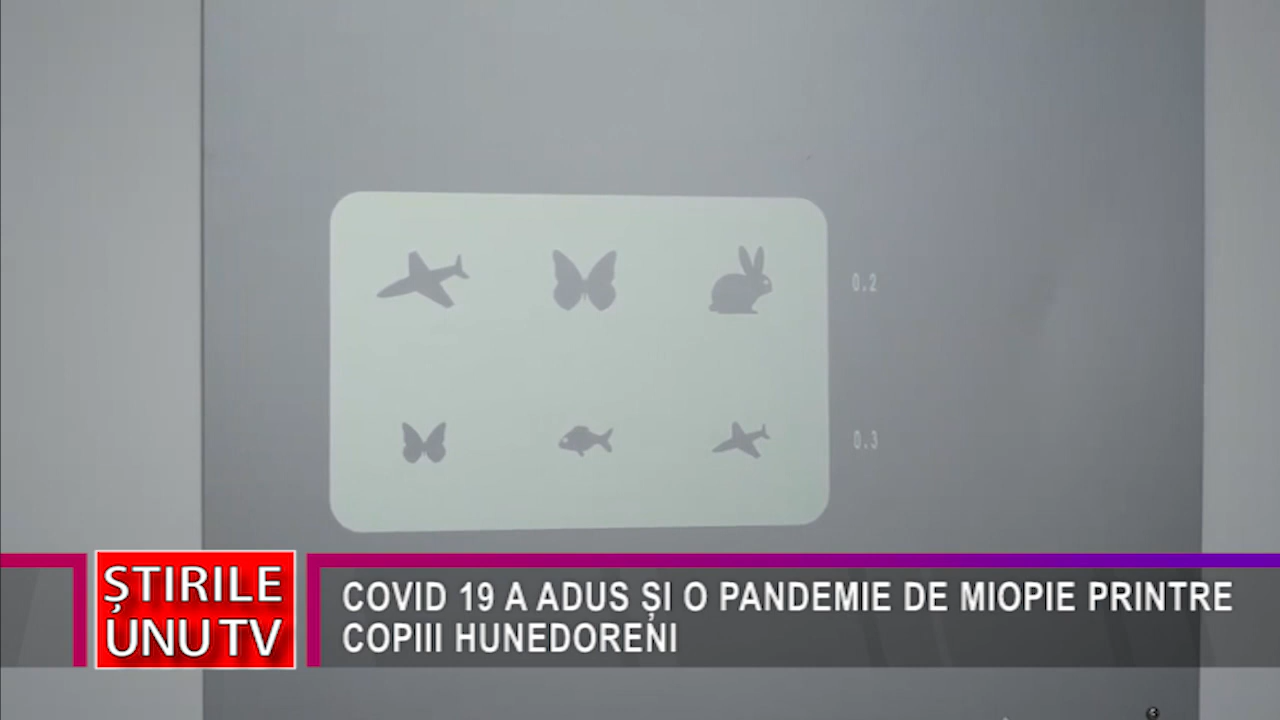 0.2
0.3
ȘTIRILE
UNU TV
COVID 19 A ADUS ȘI O PANDEMIE DE MIOPIE PRINTRE
COPIII HUNEDORENI